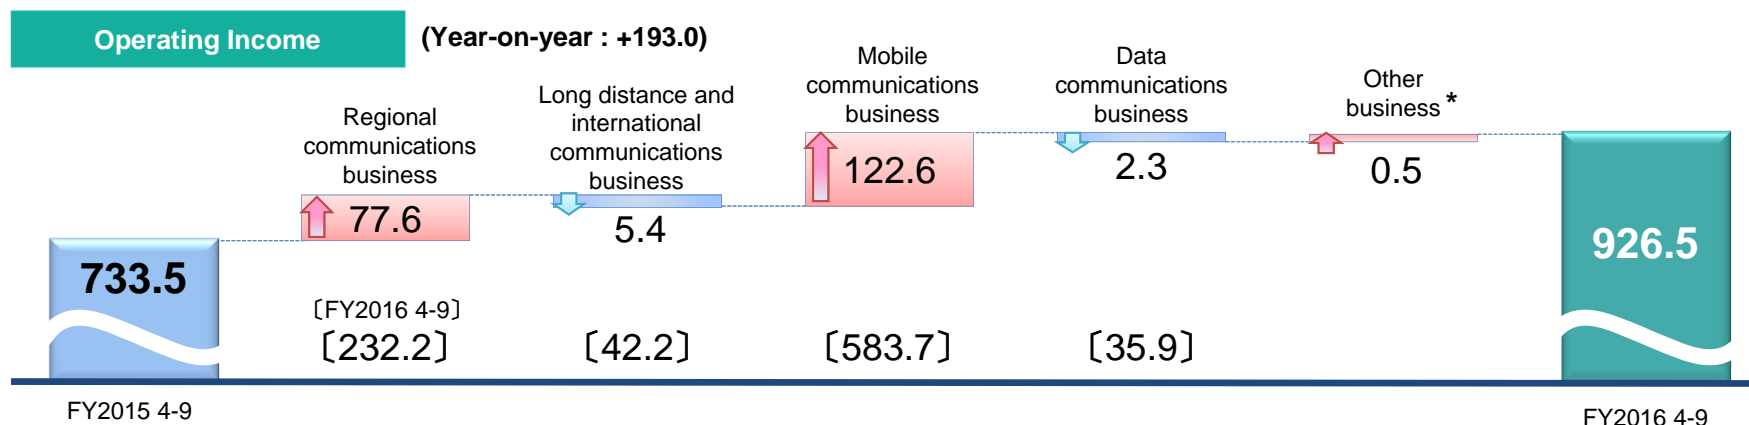 Operating Income
(Year-on-year : +193.0)
Regional
communications
business
77.6
Long distance and
international
communications
business
5.4
Mobile
communications
business
122.6
Data
communications
business
2.3
Other
business *
0.5
733.5
926.5
〔FY2016 4-9〕
〔232.2〕
〔42.2〕
〔583.7〕
〔35.9〕
FY2015 4-9
FY2016 4-9